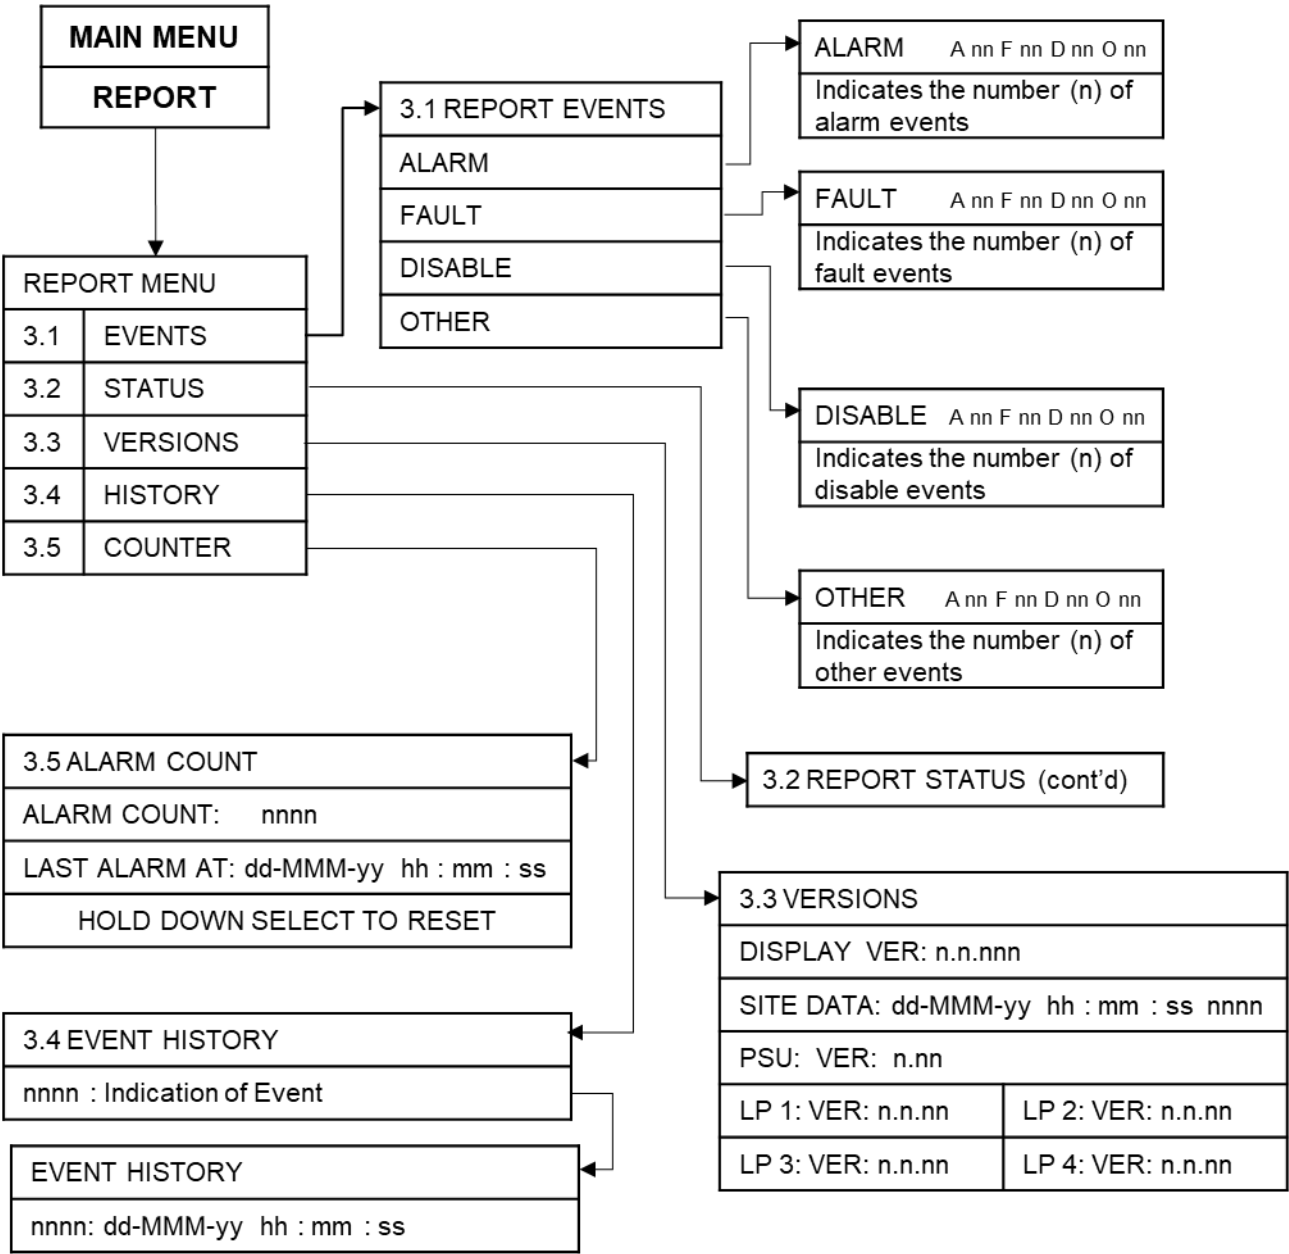 MAIN MENU
REPORT
REPORT MENU
3.1 EVENTS
3.2 STATUS
3.3 VERSIONS
3.4 HISTORY
3.5 COUNTER
3.1 REPORT EVENTS
ALARM
FAULT
DISABLE
OTHER
ALARM A nn F nn D nn O nn
Indicates the number (n) of
alarm events
FAULT A nn F nn D nn O nn
Indicates the number (n) of
fault events
DISABLE A nn F nn D nn O nn
Indicates the number (n) of
disable events
OTHER A nn F nn D nn O nn
Indicates the number (n) of
other events
3.2 REPORT STATUS (cont'd)
3.3 VERSIONS
DISPLAY VER: n.n.nnn
SITE DATA: dd-MMM-yy hh : mm : ss nnnn
PSU: VER: n.nn
LP 1: VER: n.n.nn LP 2: VER: n.n.nn
LP 3: VER: n.n.nn LP 4: VER: n.n.nn
3.5 ALARM COUNT
ALARM COUNT: nnnn
LAST ALARM AT: dd-MMM-yy hh : mm : ss
HOLD DOWN SELECT TO RESET
3.4 EVENT HISTORY
nnnn : Indication of Event
EVENT HISTORY
nnnn: dd-MMM-yy hh : mm : ss